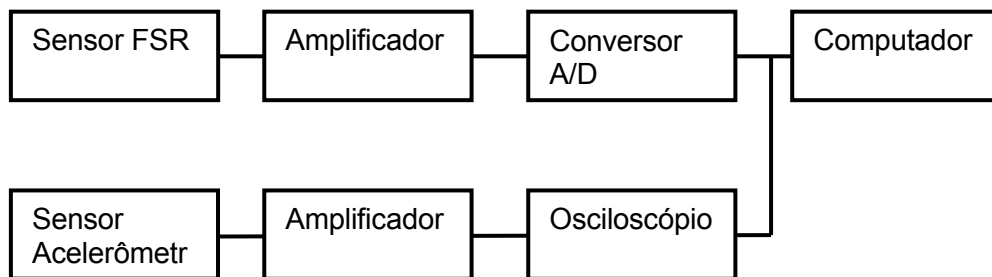 Sensor FSR
Amplificador
Conversor
A/D
Computador
Sensor
Acelerômetr
Amplificador
Osciloscópio